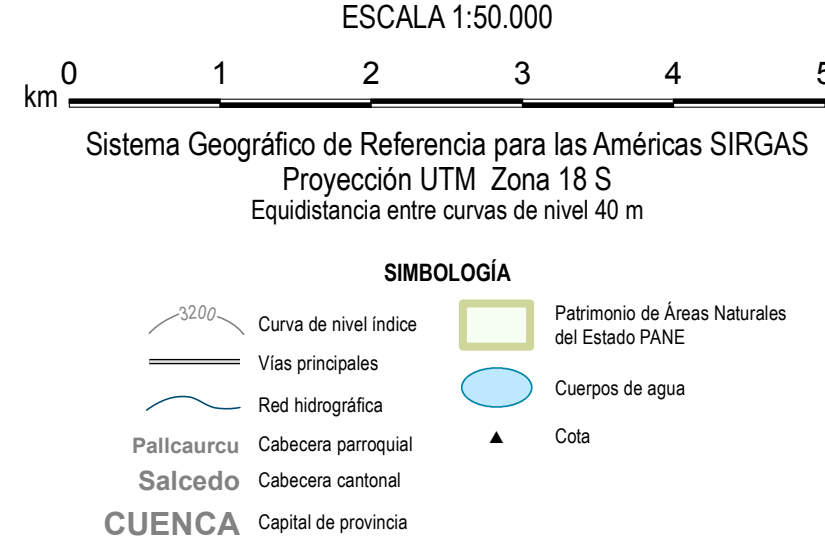 ESCALA 1:50.000
0 1 2 3 4 5
km
Sistema Geográfico de Referencia para las Américas SIRGAS
Proyección UTM Zona 18 S
Equidistancia entre curvas de nivel 40 m
SIMBOLOGÍA
3200
Curva de nivel índice
Vías principales
Red hidrográfica
Pallcaurcu Cabecera parroquial
Salcedo Cabecera cantonal
CUENCA Capital de provincia
Patrimonio de Áreas Naturales
del Estado PANE
Cuerpos de agua
Cota